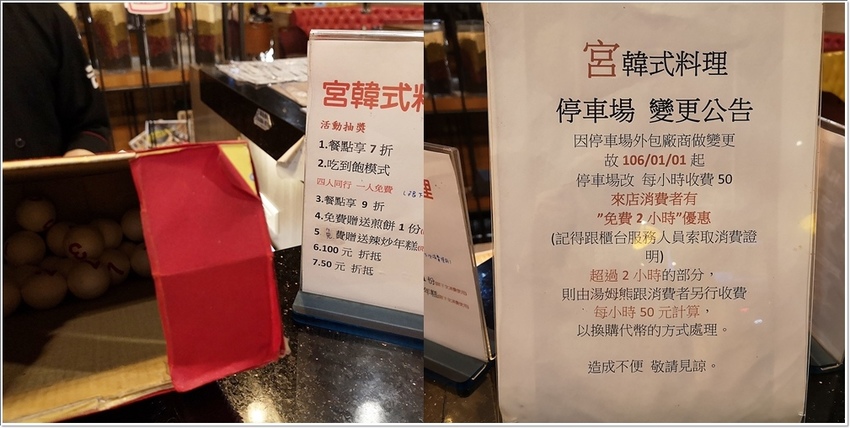 宮韓式料
活動抽獎
1.餐點享7折
2.吃到飽模式
四人同行 一人免費
3.餐點享 9 折
4.免費贈送煎餅1份
5 免費贈送辣炒年糕
6.100 元 折抵
7.50 元 折抵
理
宮韓式料理
停車場 變更公告
因停車場外包廠商做變更
故 106/01/01 起
停車場改 每小時收費 50
來店消費者有
”免費 2 小時”優惠
(記得跟櫃台服務人員索取消費證
明)
超過 2 小時的部分，
則由湯姆熊跟消費者另行收費
每小時 50 元計算，
以換購代幣的方式處理。
造成不便 敬請見諒。